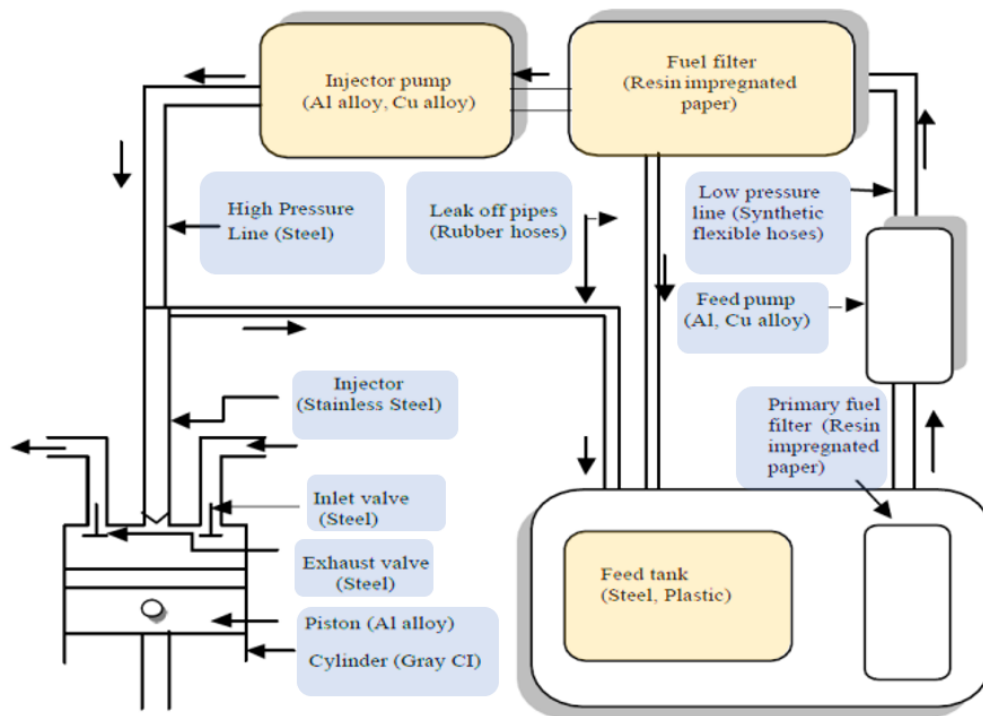 Injector pump
(Al alloy, Cu alloy)
Fuel filter
(Resin impregnated
paper)
High Pressure
Line (Steel)
Leak off pipes
(Rubber hoses)
Low pressure
line (Synthetic
flexible hoses)
Feed pump
(Al, Cu alloy)
Injector
(Stainless Steel)
Primary fuel
filter (Resin
impregnated
paper)
Inlet valve
(Steel)
Exhaust valve
(Steel)
Feed tank
(Steel, Plastic)
Piston (Al alloy)
Cylinder (Gray CI)